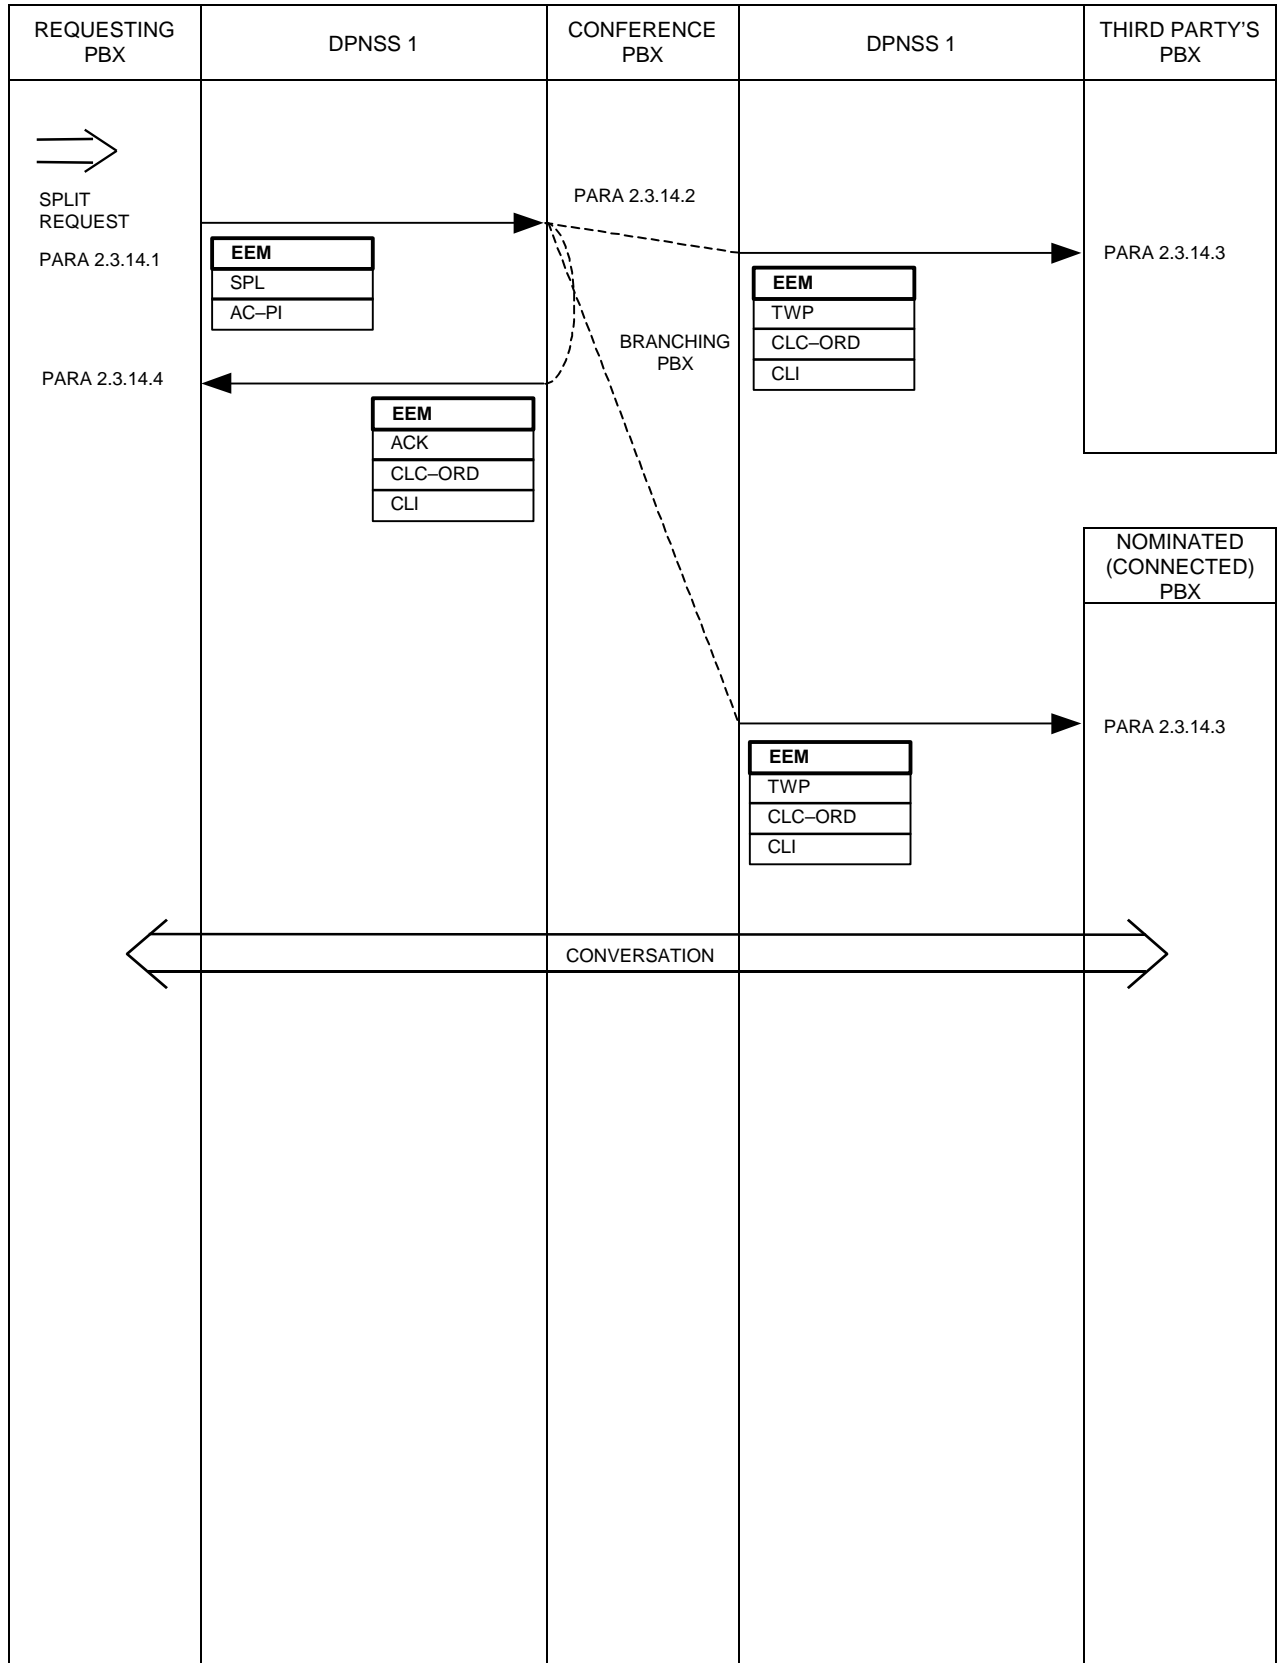 REQUESTING
PBX
DPNSS 1
CONFERENCE
PBX
DPNSS 1
THIRD PARTY'S
PBX
SPLIT
REQUEST
PARA 2.3.14.1
PARA 2.3.14.2
EEM
SPL
AC–PI
PARA 2.3.14.3
EEM
TWP
CLC–ORD
CLI
BRANCHING
PBX
PARA 2.3.14.4
EEM
ACK
CLC–ORD
CLI
NOMINATED
(CONNECTED)
PBX
PARA 2.3.14.3
EEM
TWP
CLC–ORD
CLI
CONVERSATION